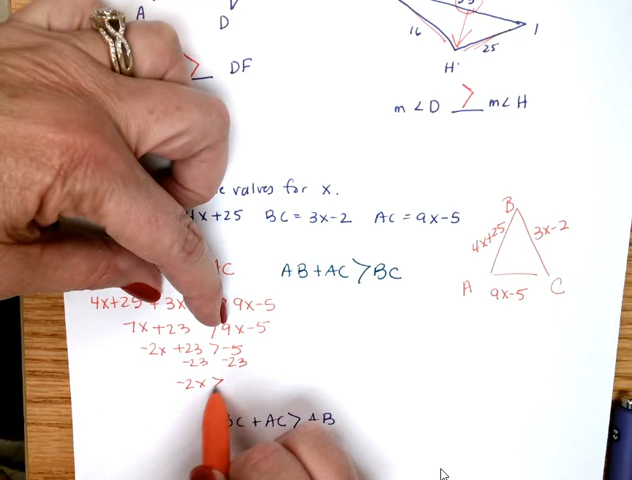 A
D
16
25
I
H
> DF
m∠D > m∠H
values for x.
4x+25 BC = 3x-2 AC = 9x-5
B
4x+25
3x-2
A
C
9x-5
AC
AB+AC>BC
4x+25+3x 9x-5
7x+23 > 9x-5
-2x+23>-5
-23 -23
-2x >
BC+AC>AB